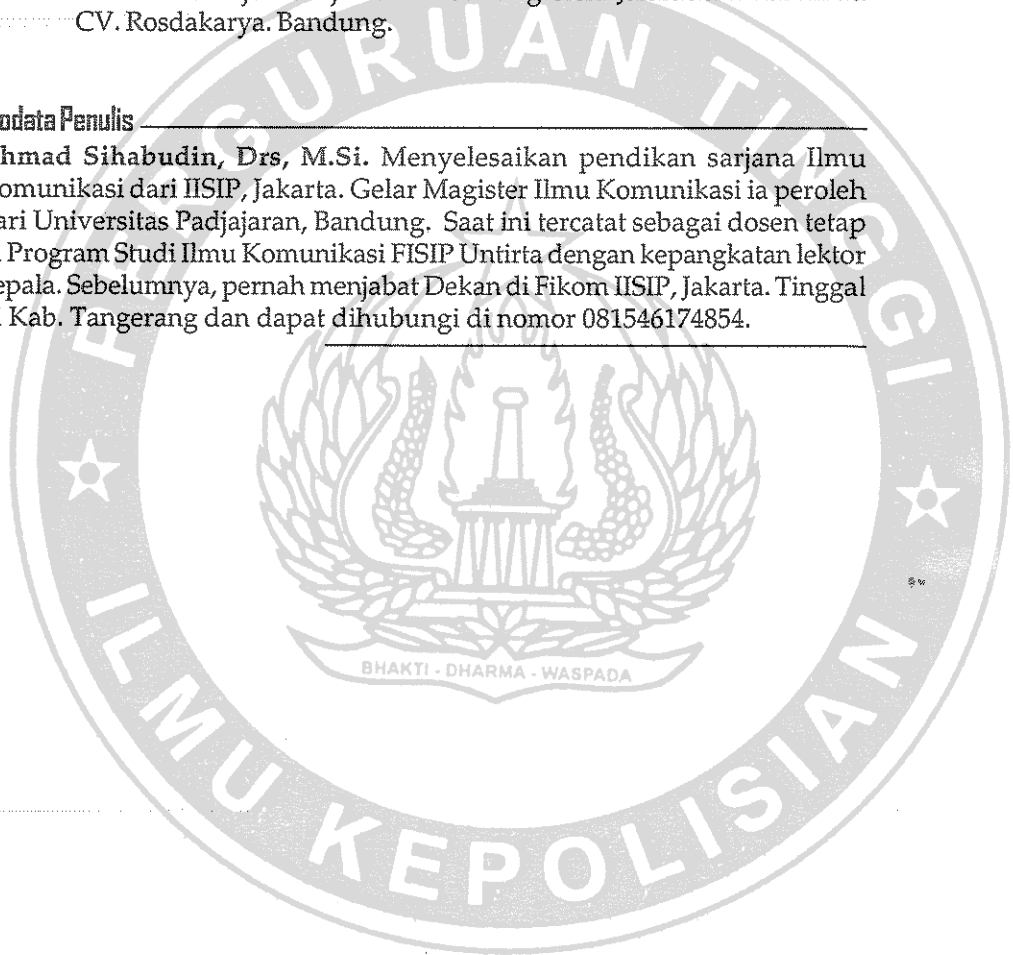 CV. Rosdakarya. Bandung.
odata Penulis
hmad Sihabudin, Drs, M.Si. Menyelesaikan pendikan sarjana Ilmu
omunikasi dari IISIP, Jakarta. Gelar Magister Ilmu Komunikasi ia peroleh
ari Universitas Padjajaran, Bandung. Saat ini tercatat sebagai dosen tetap
Program Studi Ilmu Komunikasi FISIP Untirta dengan kepangkatan lektor
epala. Sebelumnya, pernah menjabat Dekan di Fikom IISIP, Jakarta. Tinggal
Kab. Tangerang dan dapat dihubungi di nomor 081546174854.
PERGURUAN TINGGI
BHAKTI - DHARMA - WASPADA
ILMU KEPOLISIAN